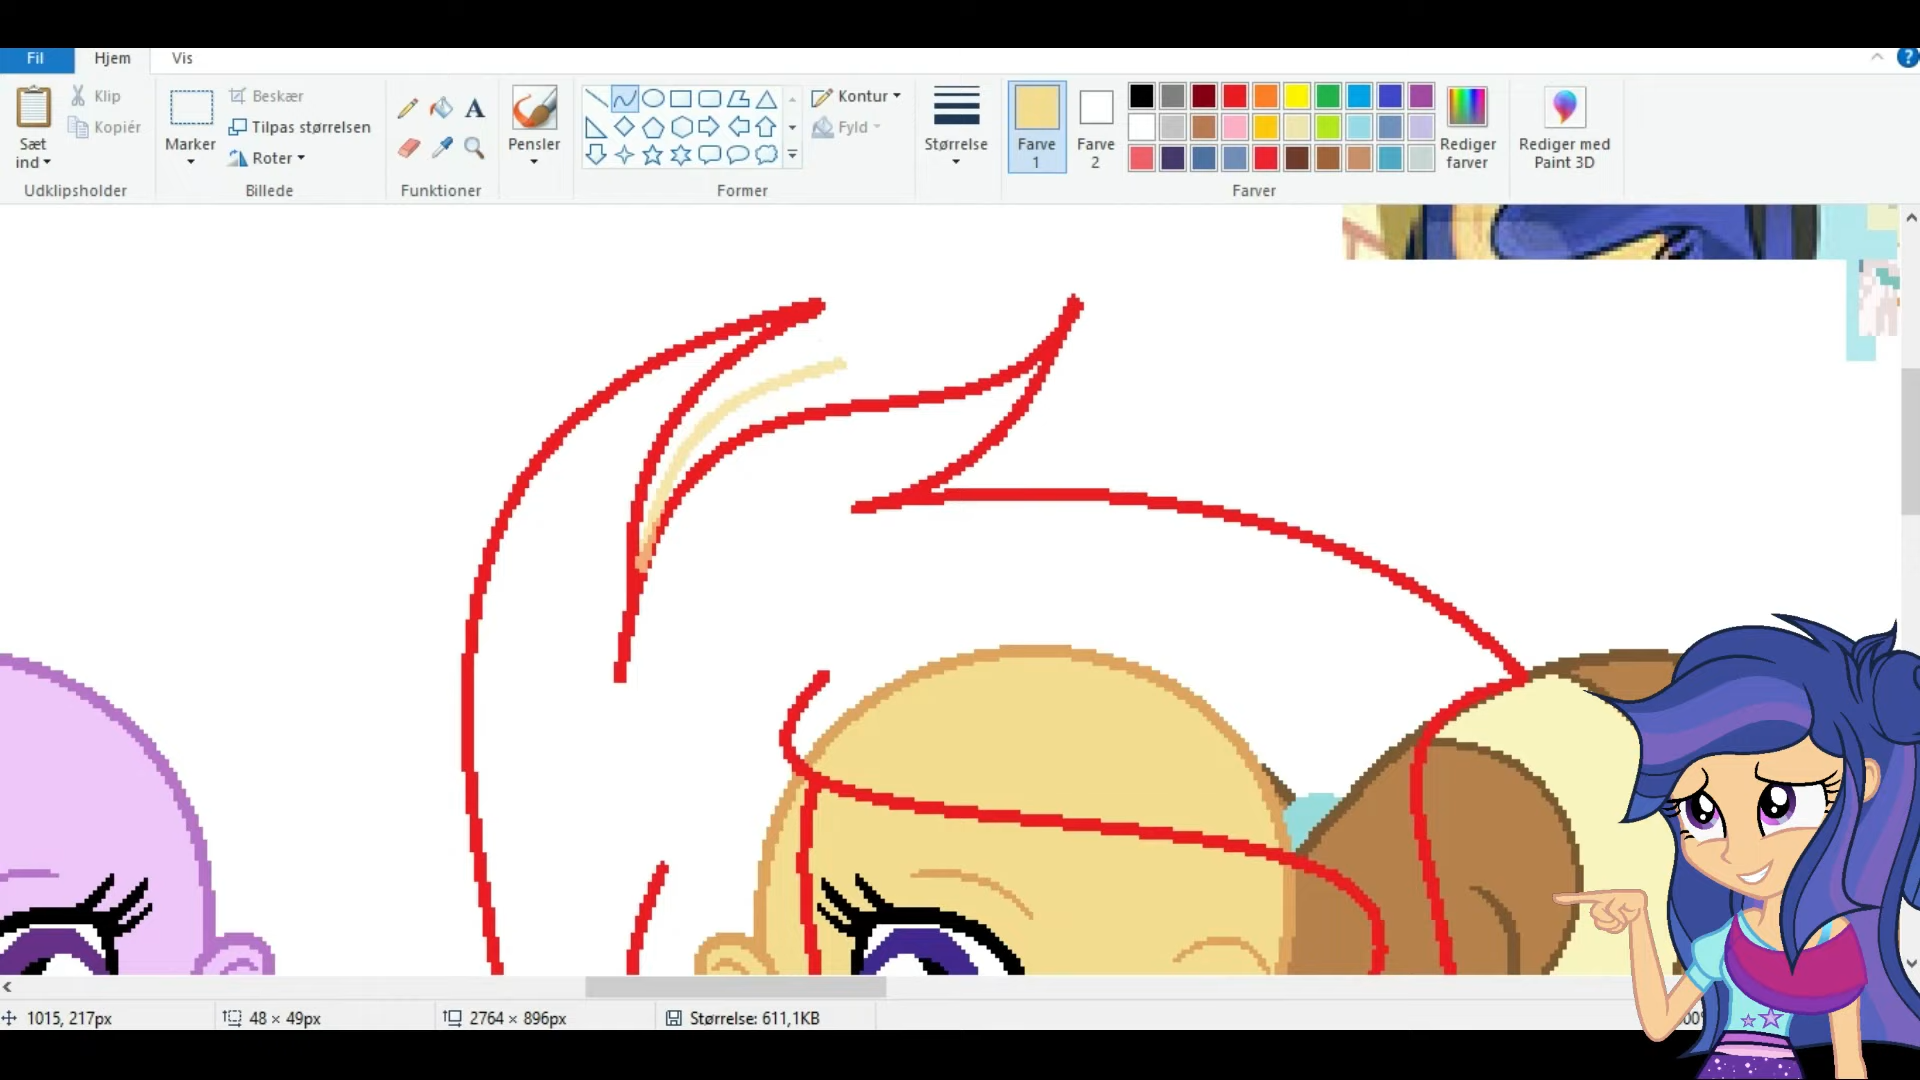 Fil Hjem Vis
Sæt ind
Klip
Kopiér
Udklipsholder
Marker
Beskær
Tilpas størrelsen
Roter
Billede
A
Funktioner
Pensler
Former
Kontur
Fyld
Størrelse
Farve 1
Farve 2
Farver
Rediger farver
Rediger med Paint 3D
?
1015, 217px
48 × 49px
2764 × 896px
Størrelse: 611,1KB